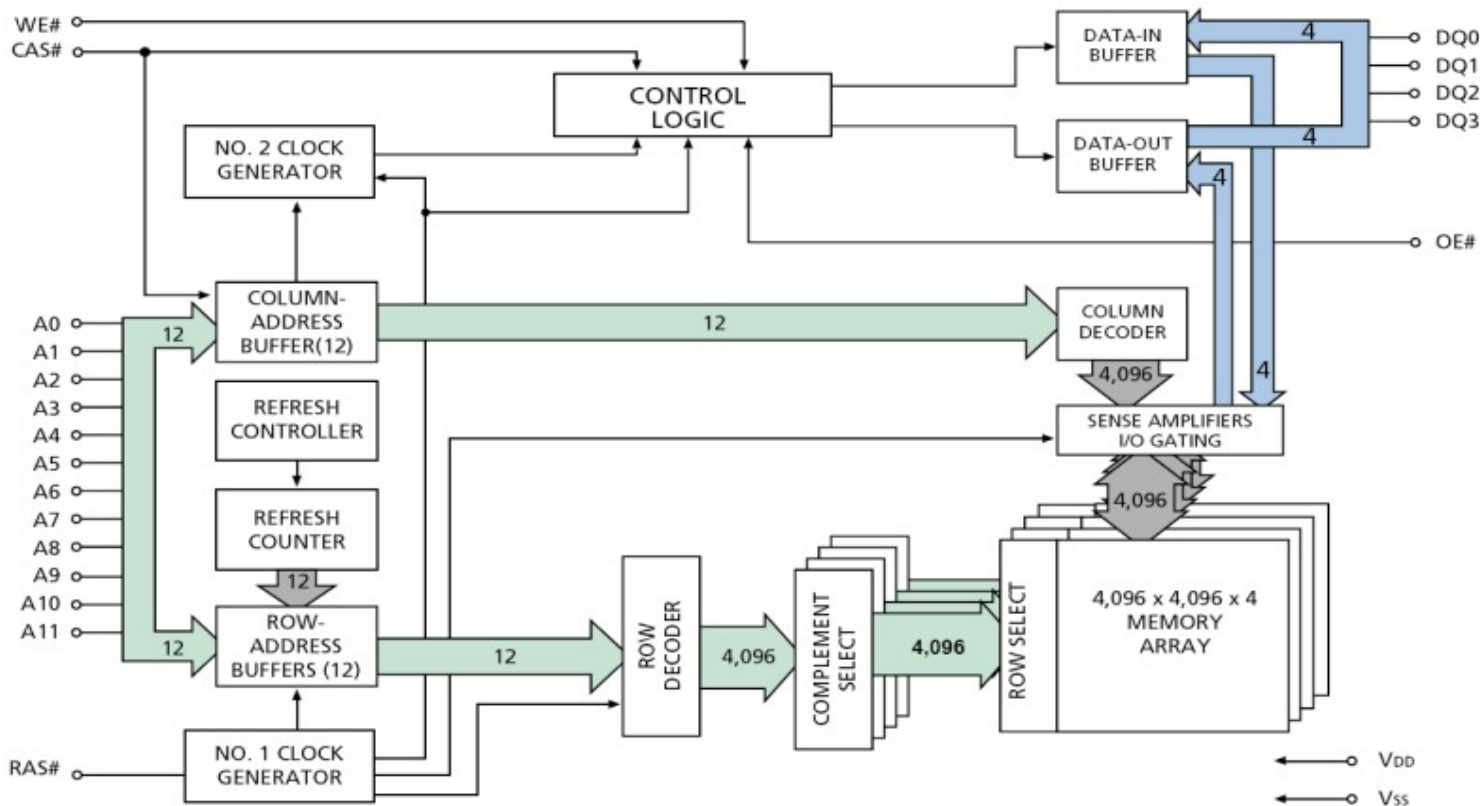 WE#
CAS#
CONTROL
LOGIC
DATA-IN
BUFFER
4
DQ0
DQ1
DQ2
DQ3
NO. 2 CLOCK
GENERATOR
DATA-OUT
BUFFER
4
4
OE#
COLUMN-
ADDRESS
BUFFER(12)
12
12
COLUMN
DECODER
4,096
4
A0
A1
A2
A3
A4
A5
A6
A7
A8
A9
A10
A11
REFRESH
CONTROLLER
SENSE AMPLIFIERS
I/O GATING
4,096
REFRESH
COUNTER
12
ROW-
ADDRESS
BUFFERS (12)
12
12
ROW
DECODER
4,096
COMPLEMENT
SELECT
4,096
ROW SELECT
4,096 x 4,096 x 4
MEMORY
ARRAY
RAS#
NO. 1 CLOCK
GENERATOR
VDD
VSS